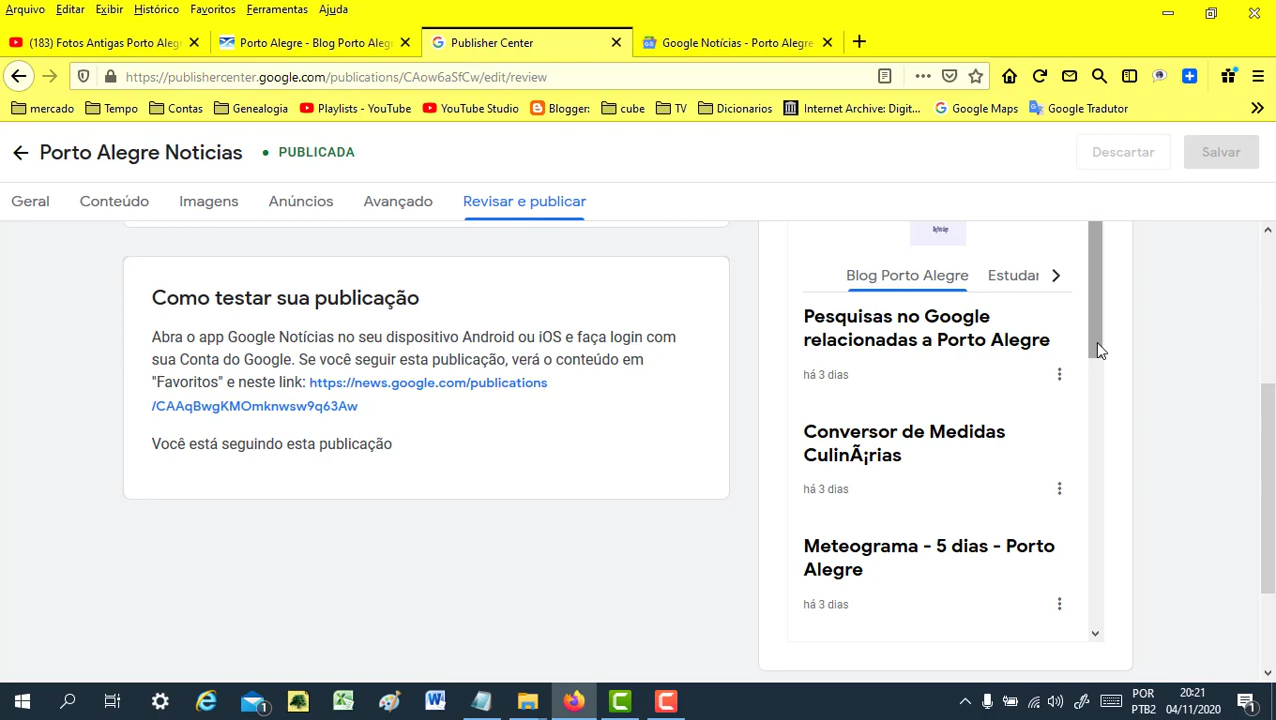 Arquivo Editar Exibir Histórico Favoritos Ferramentas Ajuda
(183) Fotos Antigas Porto Aleg Porto Alegre - Blog Porto Aleg Publisher Center Google Notícias - Porto Alegre
https://publishercenter.google.com/publications/CAow6aSfCw/edit/review
mercado Tempo Contas Genealogia Playlists - YouTube YouTube Studio Blogger: cube TV Dicionarios Internet Archive: Digit... Google Maps Google Tradutor
Porto Alegre Noticias PUBLICADA Descartar Salvar
Geral Conteúdo Imagens Anúncios Avançado Revisar e publicar
Como testar sua publicação
Abra o app Google Notícias no seu dispositivo Android ou iOS e faça login com
sua Conta do Google. Se você seguir esta publicação, verá o conteúdo em
"Favoritos" e neste link: https://news.google.com/publications
/CAAqBwgKMOmknwsw9q63Aw
Você está seguindo esta publicação
Blog Porto Alegre Estudar
Pesquisas no Google
relacionadas a Porto Alegre
há 3 dias
Conversor de Medidas
CulinÃ¡rias
há 3 dias
Meteograma - 5 dias - Porto
Alegre
há 3 dias
POR
PTB2
20:21
04/11/2020